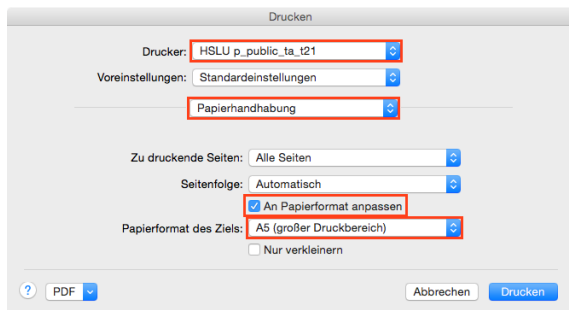 Drucken
Drucker: HSLU p_public_ta_t21
Voreinstellungen: Standardeinstellungen
Papierhandhabung
Zu druckende Seiten: Alle Seiten
Seitenfolge: Automatisch
An Papierformat anpassen
Papierformat des Ziels: A5 (großer Druckbereich)
Nur verkleinern
? PDF Abbrechen Drucken